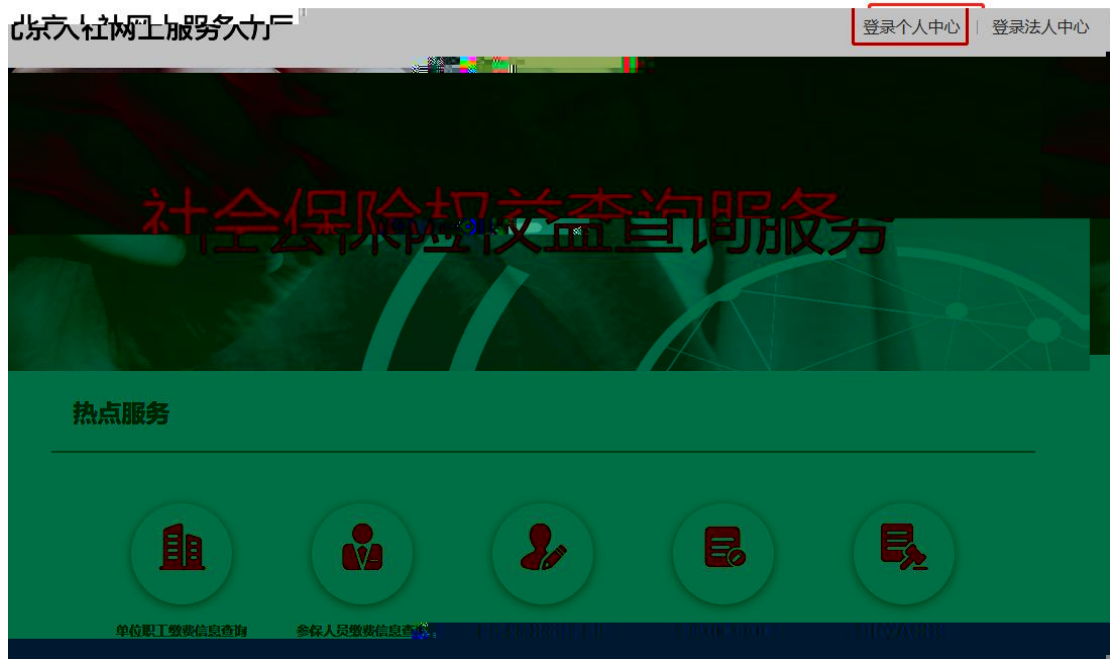 北京人社网上服务大厅
登录个人中心 | 登录法人中心
社会保险权益查询服务
热点服务
单位职工缴费信息查询
参保人员缴费信息查